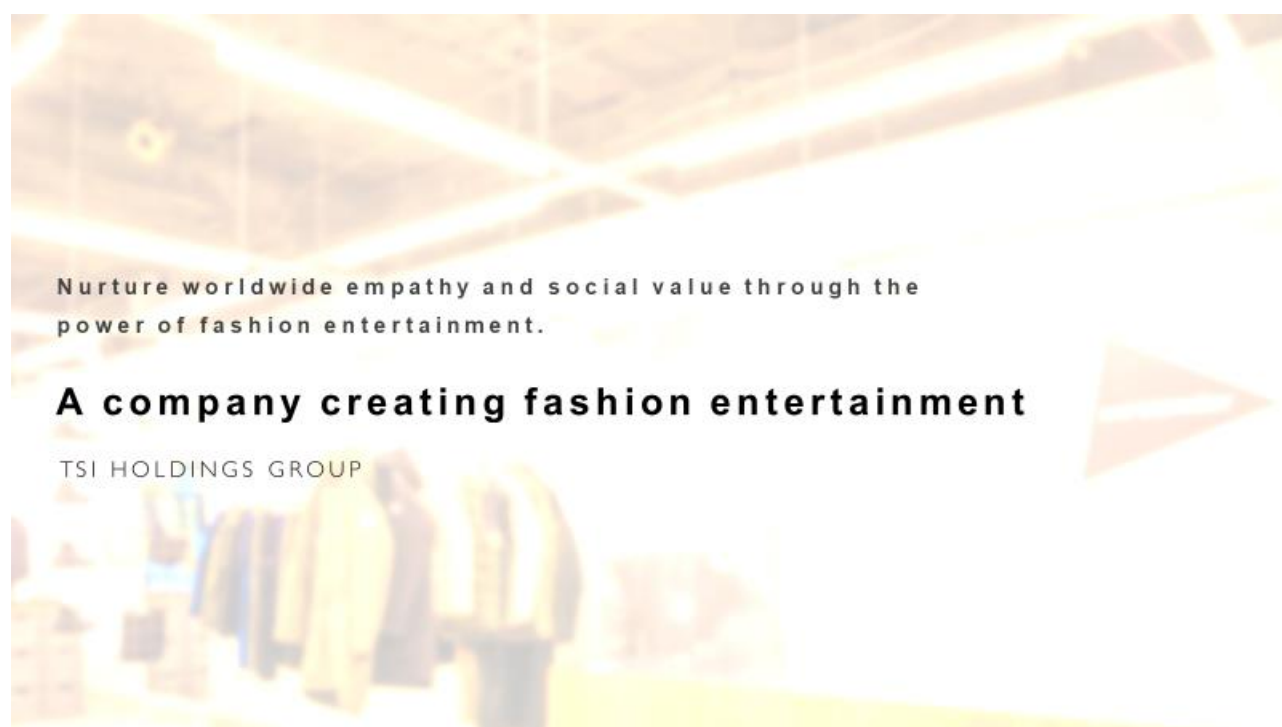 Nurture worldwide empathy and social value through the
power of fashion entertainment.
A company creating fashion entertainment
TSI HOLDINGS GROUP